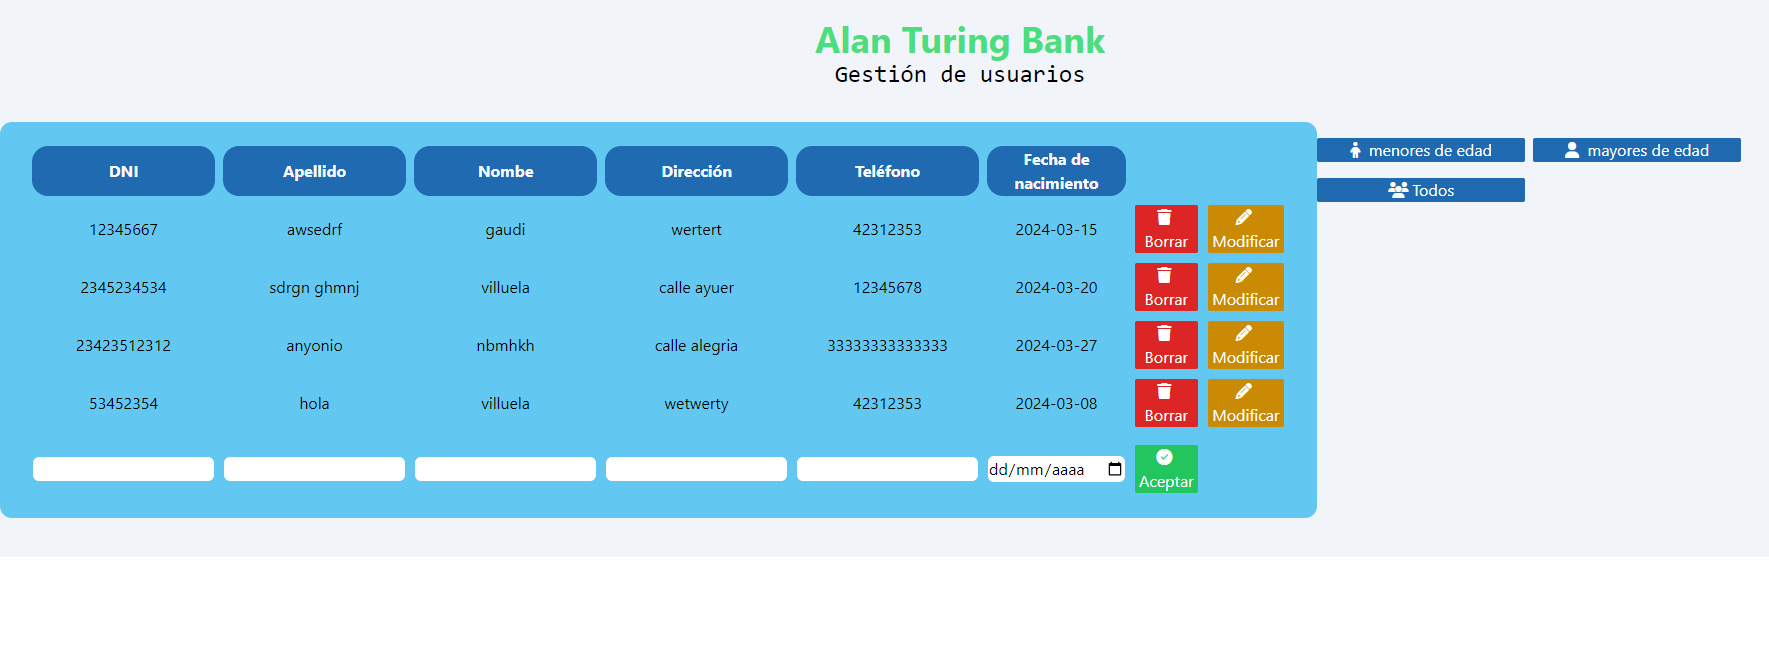 Alan Turing Bank
Gestión de usuarios
DNI Apellido Nombe Dirección Teléfono Fecha de nacimiento
12345667 awsedrf gaudi wertert 42312353 2024-03-15 Borrar Modificar
2345234534 sdrgn ghmnj villuela calle ayuer 12345678 2024-03-20 Borrar Modificar
23423512312 anyonio nbmhkh calle alegria 33333333333333 2024-03-27 Borrar Modificar
53452354 hola villuela wetwerty 42312353 2024-03-08 Borrar Modificar
dd/mm/aaaa Aceptar
menores de edad mayores de edad
Todos